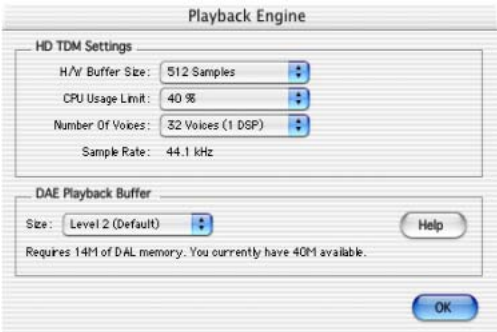 Playback Engine
HD TDM Settings
H/W Buffer Size: 512 Samples
CPU Usage Limit: 40 %
Number Of Voices: 32 Voices (1 DSP)
Sample Rate: 44.1 kHz
DAE Playback Buffer
Size: Level 2 (Default)
Help
Requires 14M of DAL memory. You currently have 40M available.
OK